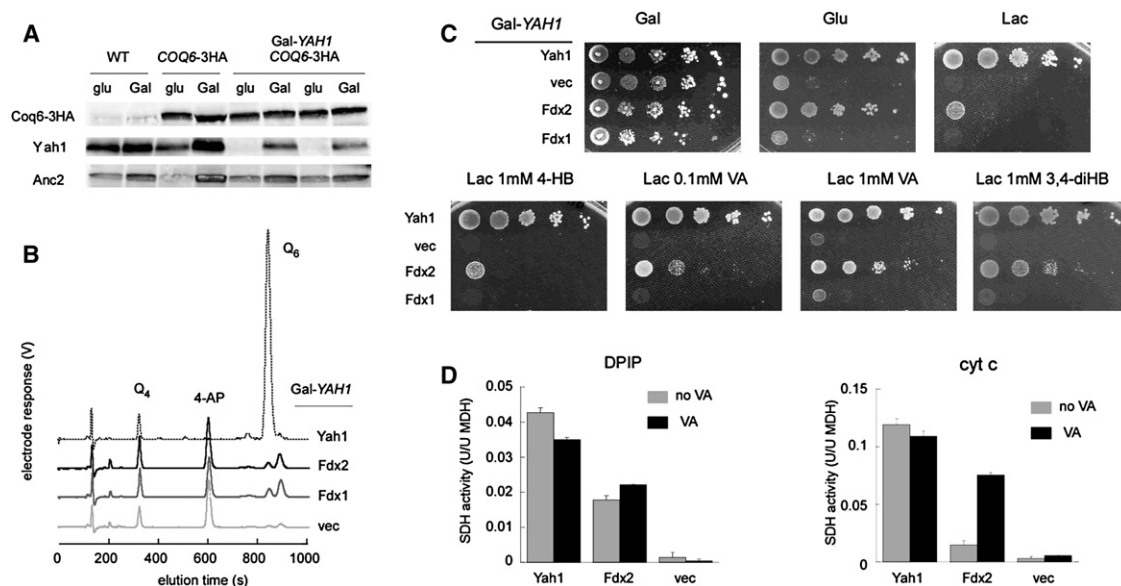 A
WT
COQ6-3HA
Gal-YAH1
COQ6-3HA
glu Gal glu Gal glu Gal glu Gal
Coq6-3HA
Yah1
Anc2
B
Q6
Q4
4-AP
Gal-YAH1
Yah1
Fdx2
Fdx1
vec
electrode response (V)
0 200 400 600 800 1000
elution time (s)
C
Gal-YAH1
Gal
Glu
Lac
Yah1
vec
Fdx2
Fdx1
Lac 1mM 4-HB
Lac 0.1mM VA
Lac 1mM VA
Lac 1mM 3,4-diHB
Yah1
vec
Fdx2
Fdx1
D
DPIP
no VA
VA
SDH activity (U/U MDH)
0.05
0.04
0.03
0.02
0.01
0
Yah1 Fdx2 vec
cyt c
no VA
VA
SDH activity (U/U MDH)
0.15
0.1
0.05
0
Yah1 Fdx2 vec